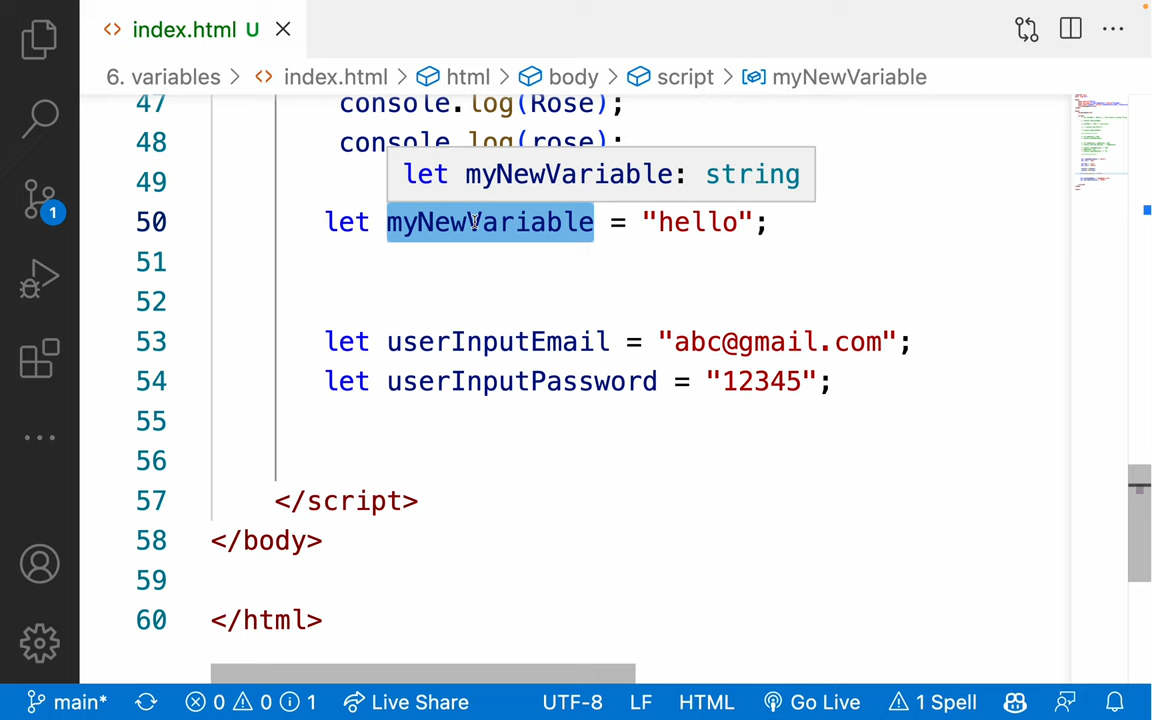 index.html U
6. variables > index.html > html > body > script > myNewVariable
47 console.log(Rose);
48 console.log(rose);
let myNewVariable: string
49
50 let myNewVariable = "hello";
51
52
53 let userInputEmail = "abc@gmail.com";
54 let userInputPassword = "12345";
55
56
57 </script>
58 </body>
59
60 </html>
1
main* 0 0 1 Live Share UTF-8 LF HTML Go Live 1 Spell